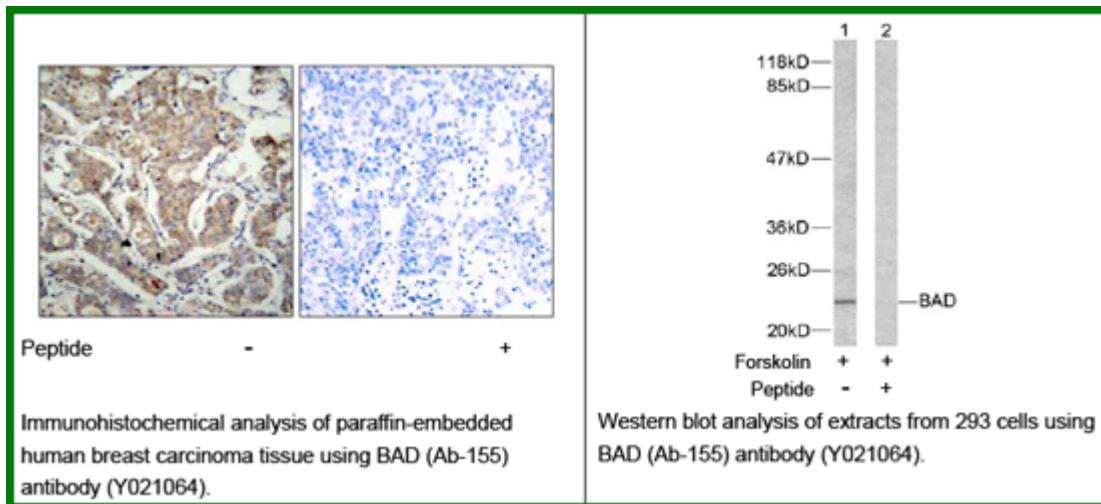 Peptide - +
Immunohistochemical analysis of paraffin-embedded
human breast carcinoma tissue using BAD (Ab-155)
antibody (Y021064).
1 2
118kD
85kD
47kD
36kD
26kD
BAD
20kD
Forskolin + +
Peptide - +
Western blot analysis of extracts from 293 cells using
BAD (Ab-155) antibody (Y021064).